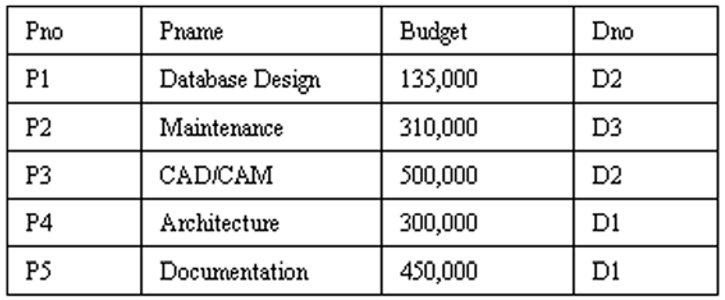 Pno Pname Budget Dno
P1 Database Design 135,000 D2
P2 Maintenance 310,000 D3
P3 CAD/CAM 500,000 D2
P4 Architecture 300,000 D1
P5 Documentation 450,000 D1